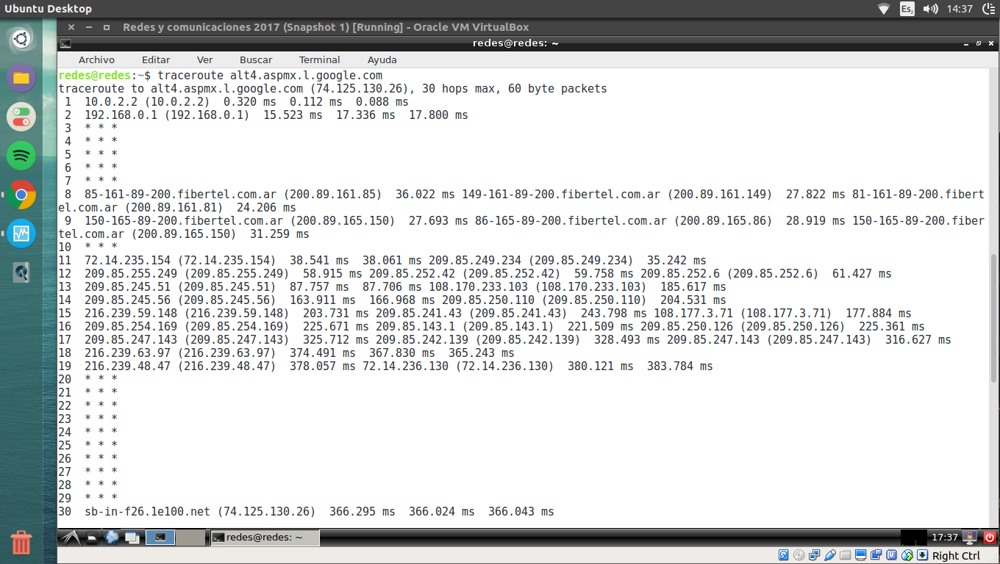 Ubuntu Desktop
Es2
14:37
Redes y comunicaciones 2017 (Snapshot 1) [Running] - Oracle VM VirtualBox
redes@redes: ~
Archivo Editar Ver Buscar Terminal Ayuda
redes@redes:~$ traceroute alt4.aspmx.l.google.com
traceroute to alt4.aspmx.l.google.com (74.125.130.26), 30 hops max, 60 byte packets
 1  10.0.2.2 (10.0.2.2)  0.320 ms  0.112 ms  0.088 ms
 2  192.168.0.1 (192.168.0.1)  15.523 ms  17.336 ms  17.800 ms
 3  * * *
 4  * * *
 5  * * *
 6  * * *
 7  * * *
 8  85-161-89-200.fibertel.com.ar (200.89.161.85)  36.022 ms 149-161-89-200.fibertel.com.ar (200.89.161.149)  27.822 ms 81-161-89-200.fibert
el.com.ar (200.89.161.81)  24.206 ms
 9  150-165-89-200.fibertel.com.ar (200.89.165.150)  27.693 ms 86-165-89-200.fibertel.com.ar (200.89.165.86)  28.919 ms 150-165-89-200.fiber
tel.com.ar (200.89.165.150)  31.259 ms
10  * * *
11  72.14.235.154 (72.14.235.154)  38.541 ms  38.061 ms 209.85.249.234 (209.85.249.234)  35.242 ms
12  209.85.255.249 (209.85.255.249)  58.915 ms 209.85.252.42 (209.85.252.42)  59.758 ms 209.85.252.6 (209.85.252.6)  61.427 ms
13  209.85.245.51 (209.85.245.51)  87.757 ms  87.706 ms 108.170.233.103 (108.170.233.103)  185.617 ms
14  209.85.245.56 (209.85.245.56)  163.911 ms  166.968 ms 209.85.250.110 (209.85.250.110)  204.531 ms
15  216.239.59.148 (216.239.59.148)  203.731 ms 209.85.241.43 (209.85.241.43)  243.798 ms 108.177.3.71 (108.177.3.71)  177.884 ms
16  209.85.254.169 (209.85.254.169)  225.671 ms 209.85.143.1 (209.85.143.1)  221.509 ms 209.85.250.126 (209.85.250.126)  225.361 ms
17  209.85.247.143 (209.85.247.143)  325.712 ms 209.85.242.139 (209.85.242.139)  328.493 ms 209.85.247.143 (209.85.247.143)  316.627 ms
18  216.239.63.97 (216.239.63.97)  374.491 ms  367.830 ms  365.243 ms
19  216.239.48.47 (216.239.48.47)  378.057 ms 72.14.236.130 (72.14.236.130)  380.121 ms  383.784 ms
20  * * *
21  * * *
22  * * *
23  * * *
24  * * *
25  * * *
26  * * *
27  * * *
28  * * *
29  * * *
30  sb-in-f26.1e100.net (74.125.130.26)  366.295 ms  366.024 ms  366.043 ms
redes@redes: ~
17:37
Right Ctrl